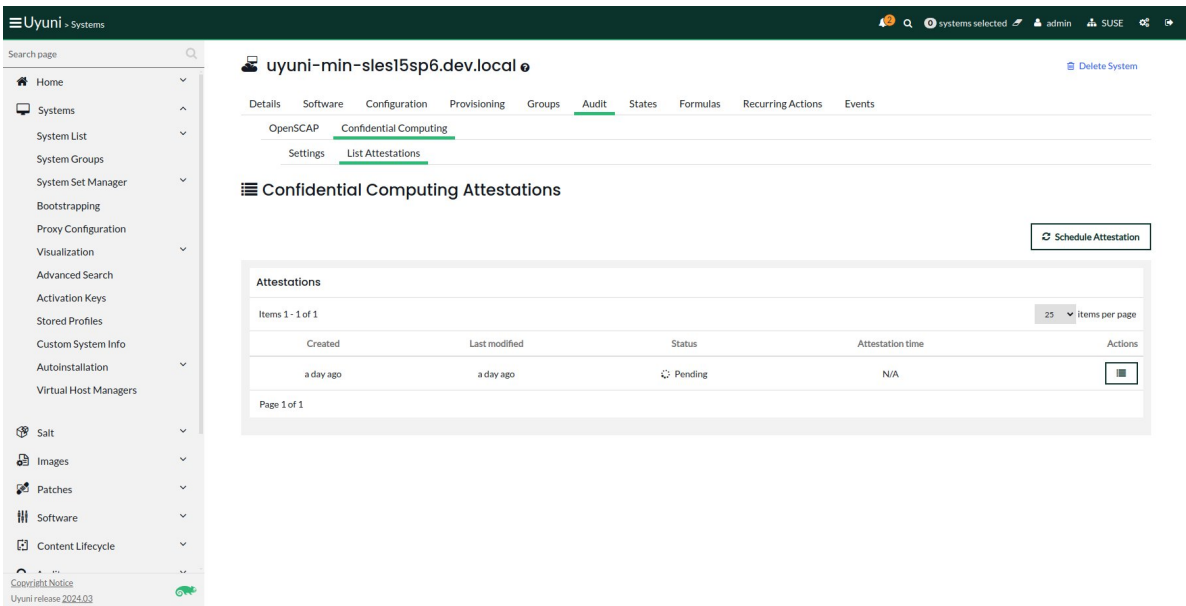 Uyuni > Systems
2
0 systems selected
admin
SUSE
Search page
Home
Systems
System List
System Groups
System Set Manager
Bootstrapping
Proxy Configuration
Visualization
Advanced Search
Activation Keys
Stored Profiles
Custom System Info
Autoinstallation
Virtual Host Managers
Salt
Images
Patches
Software
Content Lifecycle
Copyright Notice
Uyuni release 2024.03
uyuni-min-sles15sp6.dev.local
Delete System
Details Software Configuration Provisioning Groups Audit States Formulas Recurring Actions Events
OpenSCAP Confidential Computing
Settings List Attestations
Confidential Computing Attestations
Schedule Attestation
Attestations
Items 1 - 1 of 1
25 items per page
Created Last modified Status Attestation time Actions
a day ago a day ago Pending N/A
Page 1 of 1